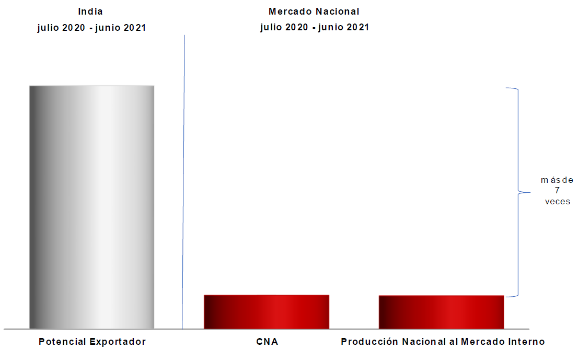 India
julio 2020 - junio 2021
Mercado Nacional
julio 2020 - junio 2021
más de
7
veces
Potencial Exportador
CNA
Producción Nacional al Mercado Interno